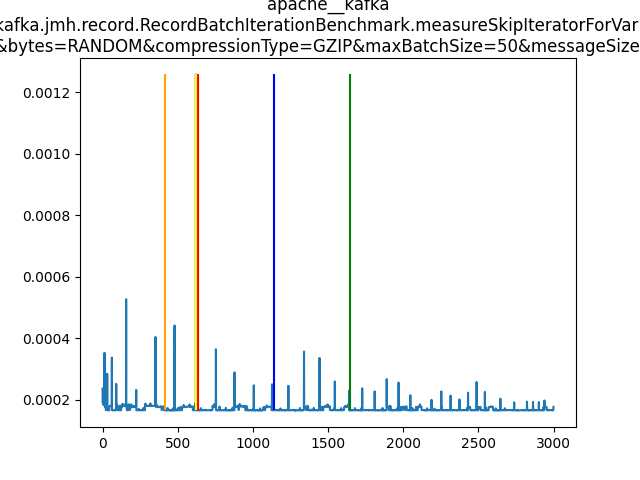 apache__kafka
kafka.jmh.record.RecordBatchIterationBenchmark.measureSkipIteratorForVar
&bytes=RANDOM&compressionType=GZIP&maxBatchSize=50&messageSize
0.0012
0.0010
0.0008
0.0006
0.0004
0.0002
0 500 1000 1500 2000 2500 3000